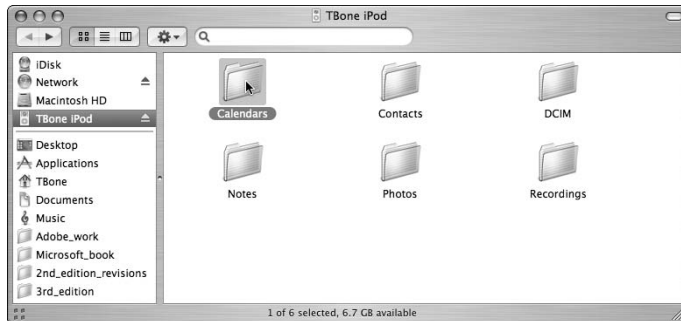 TBone iPod
iDisk
Network
Macintosh HD
TBone iPod
Desktop
Applications
TBone
Documents
Music
Adobe_work
Microsoft_book
2nd_edition_revisions
3rd_edition
Calendars
Contacts
DCIM
Notes
Photos
Recordings
1 of 6 selected, 6.7 GB available